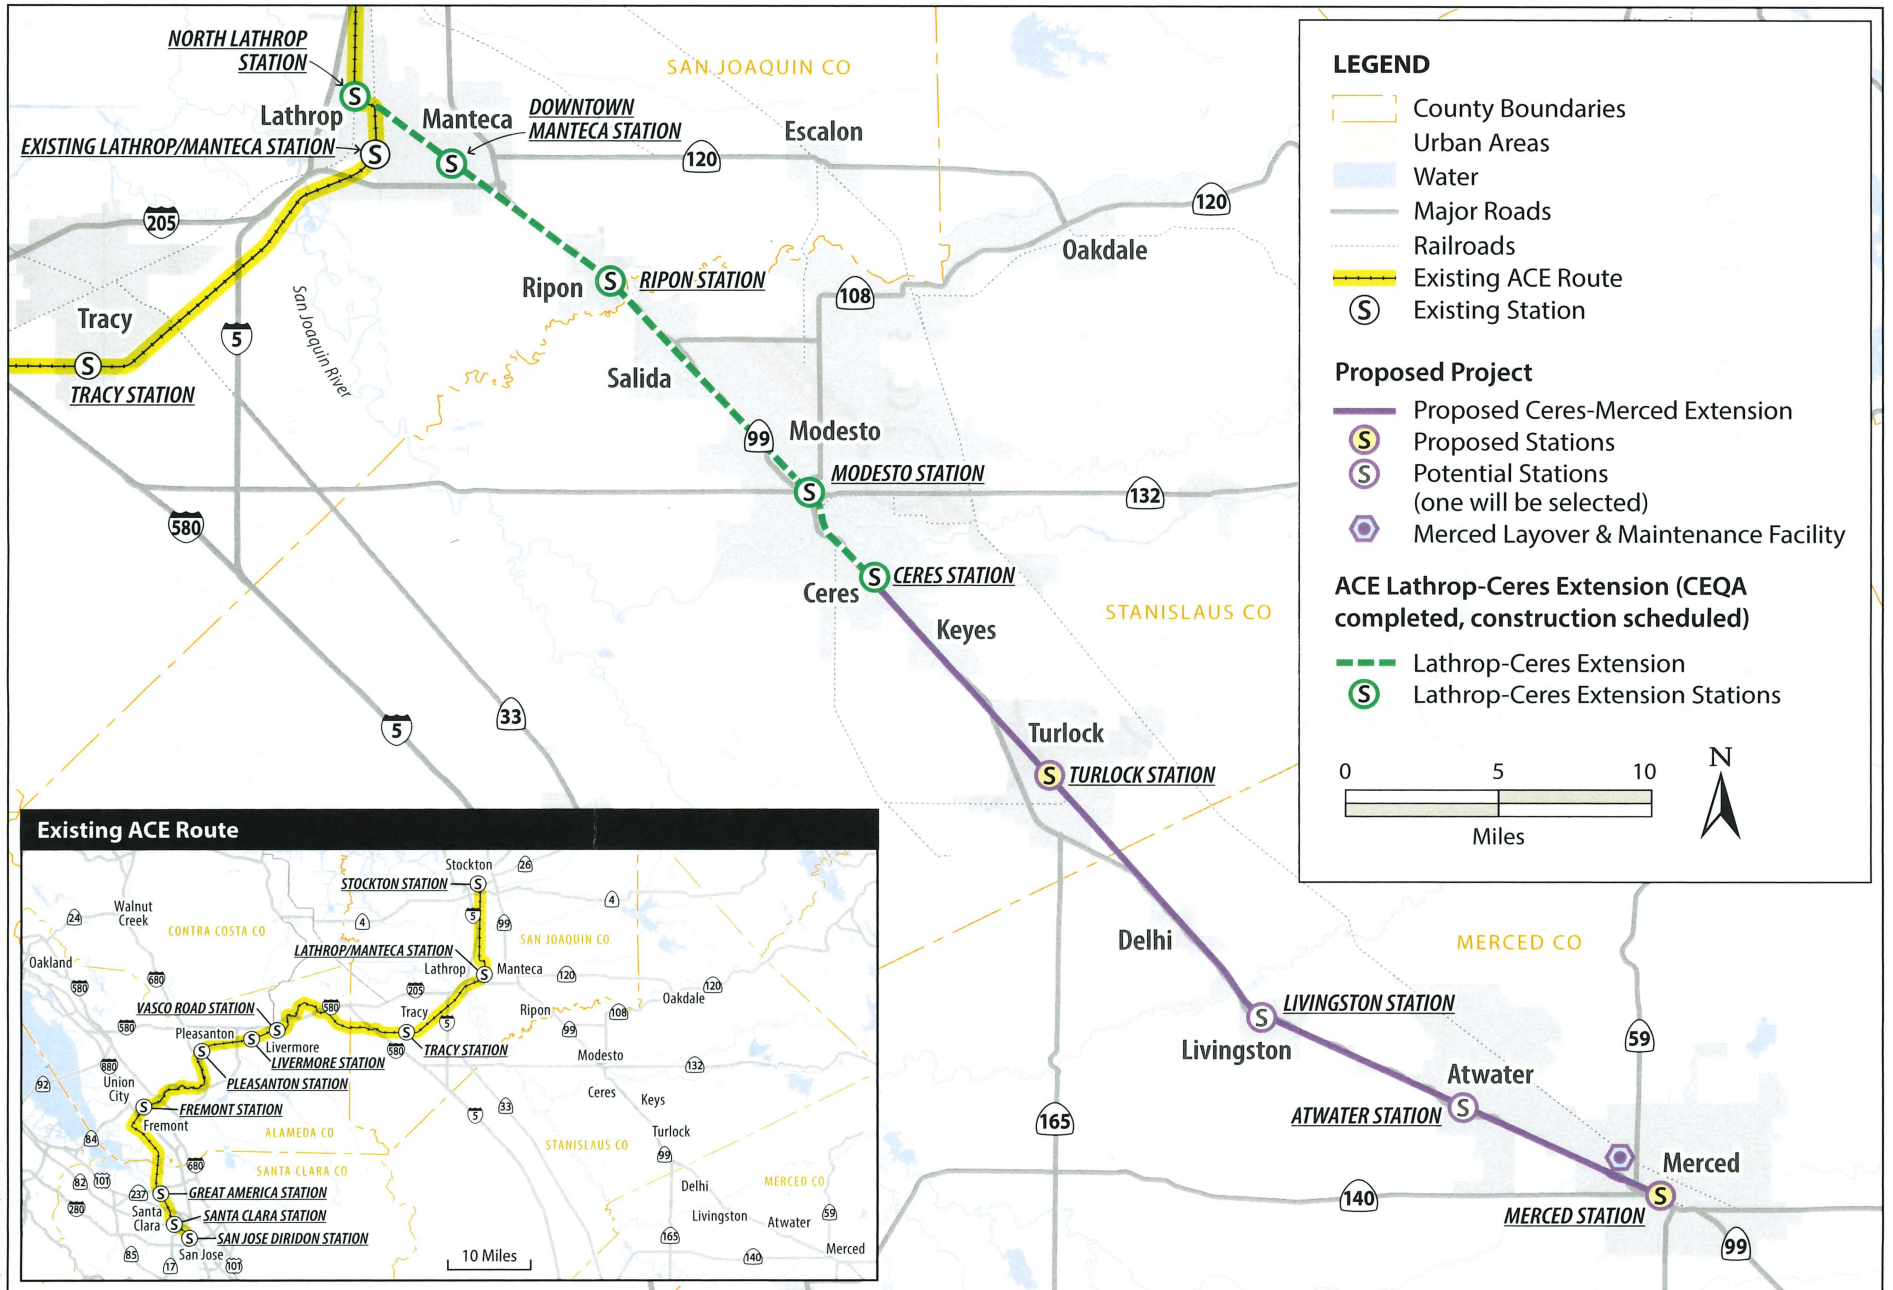 NORTH LATHROP
STATION
Lathrop
EXISTING LATHROP/MANTECA STATION
Manteca
DOWNTOWN
MANTECA STATION
SAN JOAQUIN CO
Escalon
120
120
Oakdale
205
5
Tracy
TRACY STATION
San Joaquin River
Ripon
RIPON STATION
108
Salida
99
Modesto
MODESTO STATION
132
580
Ceres
CERES STATION
Keyes
STANISLAUS CO
5
33
Turlock
TURLOCK STATION
Delhi
MERCED CO
LIVINGSTON STATION
Livingston
59
Atwater
ATWATER STATION
165
Merced
140
MERCED STATION
99
LEGEND
County Boundaries
Urban Areas
Water
Major Roads
Railroads
Existing ACE Route
S Existing Station
Proposed Project
Proposed Ceres-Merced Extension
S Proposed Stations
S Potential Stations
(one will be selected)
Merced Layover & Maintenance Facility
ACE Lathrop-Ceres Extension (CEQA
completed, construction scheduled)
Lathrop-Ceres Extension
S Lathrop-Ceres Extension Stations
0 5 10
Miles
N
Existing ACE Route
Stockton
26
STOCKTON STATION
4
Walnut
Creek
24
CONTRA COSTA CO
4
5
99
SAN JOAQUIN CO
LATHROP/MANTECA STATION
Oakland
680
Lathrop
Manteca
120
580
205
120
Oakdale
VASCO ROAD STATION
580
Tracy
Ripon
108
580
Pleasanton
Livermore
5
99
LIVERMORE STATION
580
TRACY STATION
Modesto
880
132
92
Union
City
PLEASANTON STATION
Ceres
Keys
FREMONT STATION
33
5
Fremont
84
ALAMEDA CO
Turlock
STANISLAUS CO
99
680
SANTA CLARA CO
82
101
237
GREAT AMERICA STATION
Delhi
MERCED CO
280
Santa
Clara
SANTA CLARA STATION
Livingston
Atwater
59
SAN JOSE DIRIDON STATION
165
85
San Jose
17
101
10 Miles
140
Merced